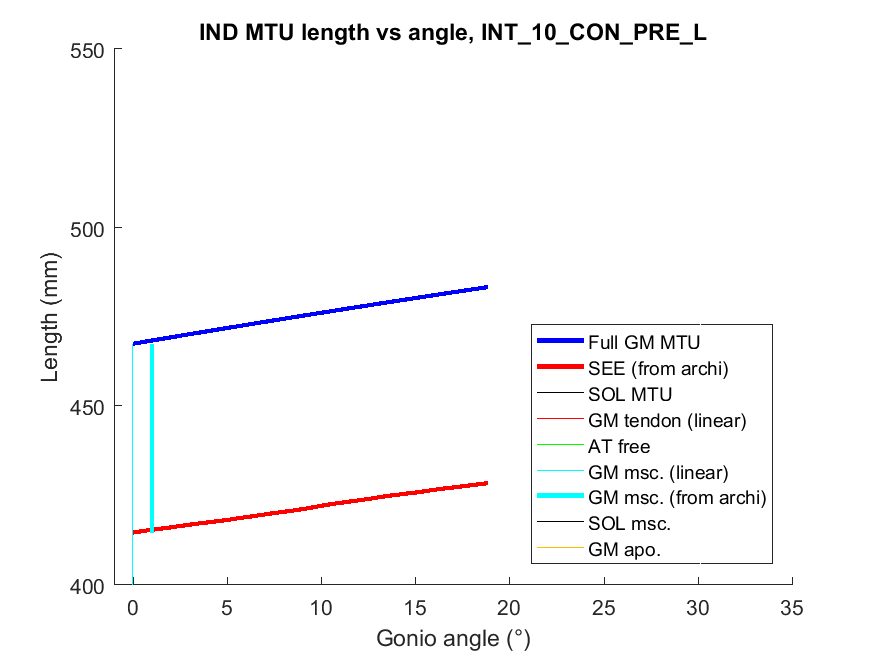 IND MTU length vs angle, INT_10_CON_PRE_L
550
500
450
400
Length (mm)
0 5 10 15 20 25 30 35
Gonio angle (°)
Full GM MTU
SEE (from archi)
SOL MTU
GM tendon (linear)
AT free
GM msc. (linear)
GM msc. (from archi)
SOL msc.
GM apo.